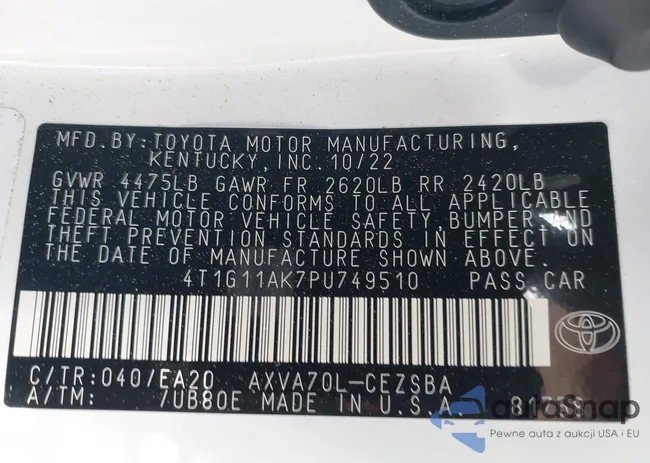 MFD.BY:TOYOTA MOTOR MANUFACTURING,
KENTUCKY,INC.10/22
GVWR 4475LB GAWR FR 2620LB RR 2420LB
THIS VEHICLE CONFORMS TO ALL APPLICABLE
FEDERAL MOTOR VEHICLE SAFETY,BUMPER,AND
THEFT PREVENTION STANDARDS IN EFFECT ON
THE DATE OF MANUFACTURE SHOWN ABOVE.
4T1G11AK7PU749510 PASS CAR
C/TR:040/EA20 AXVA70L-CEZSBA
A/TM: /UB80E MADE IN U.S.A.
autoSnap
Pewne auta z aukcji USA i EU